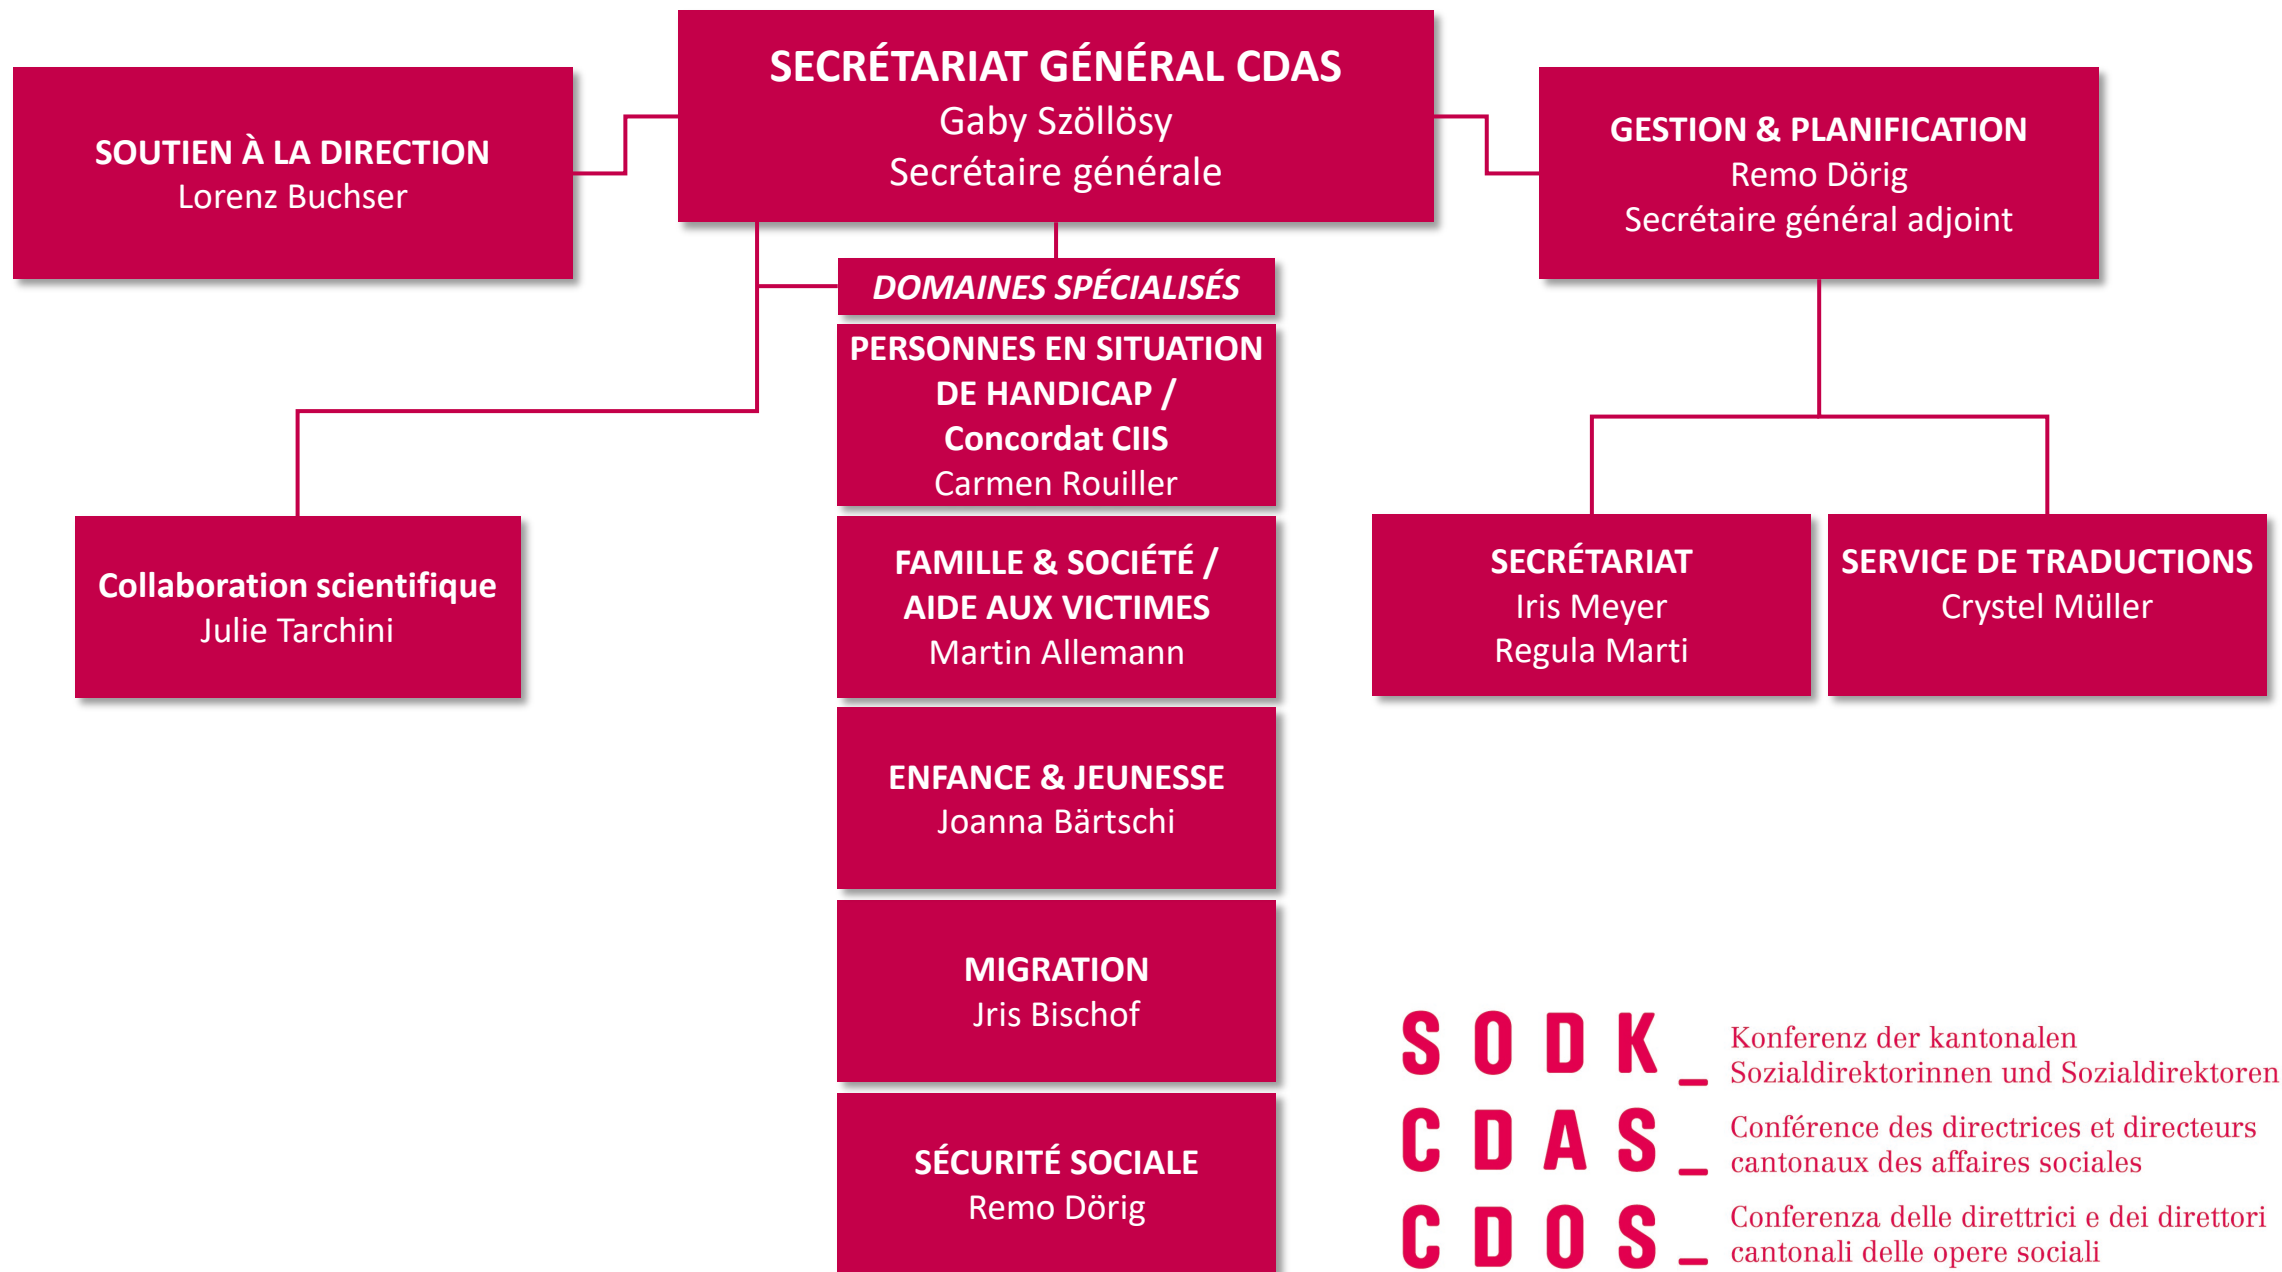 SECRÉTARIAT GÉNÉRAL CDAS
Gaby Szöllösy
Secrétaire générale
SOUTIEN À LA DIRECTION
Lorenz Buchser
GESTION & PLANIFICATION
Remo Dörig
Secrétaire général adjoint
DOMAINES SPÉCIALISÉS
PERSONNES EN SITUATION
DE HANDICAP /
Concordat CIIS
Carmen Rouiller
FAMILLE & SOCIÉTÉ /
AIDE AUX VICTIMES
Martin Allemann
ENFANCE & JEUNESSE
Joanna Bärtschi
MIGRATION
Jris Bischof
SÉCURITÉ SOCIALE
Remo Dörig
Collaboration scientifique
Julie Tarchini
SECRÉTARIAT
Iris Meyer
Regula Marti
SERVICE DE TRADUCTIONS
Crystel Müller
SODK_
Konferenz der kantonalen
Sozialdirektorinnen und Sozialdirektoren
CDAS_
Conférence des directrices et directeurs
cantonaux des affaires sociales
CDOS_
Conferenza delle direttrici e dei direttori
cantonali delle opere sociali